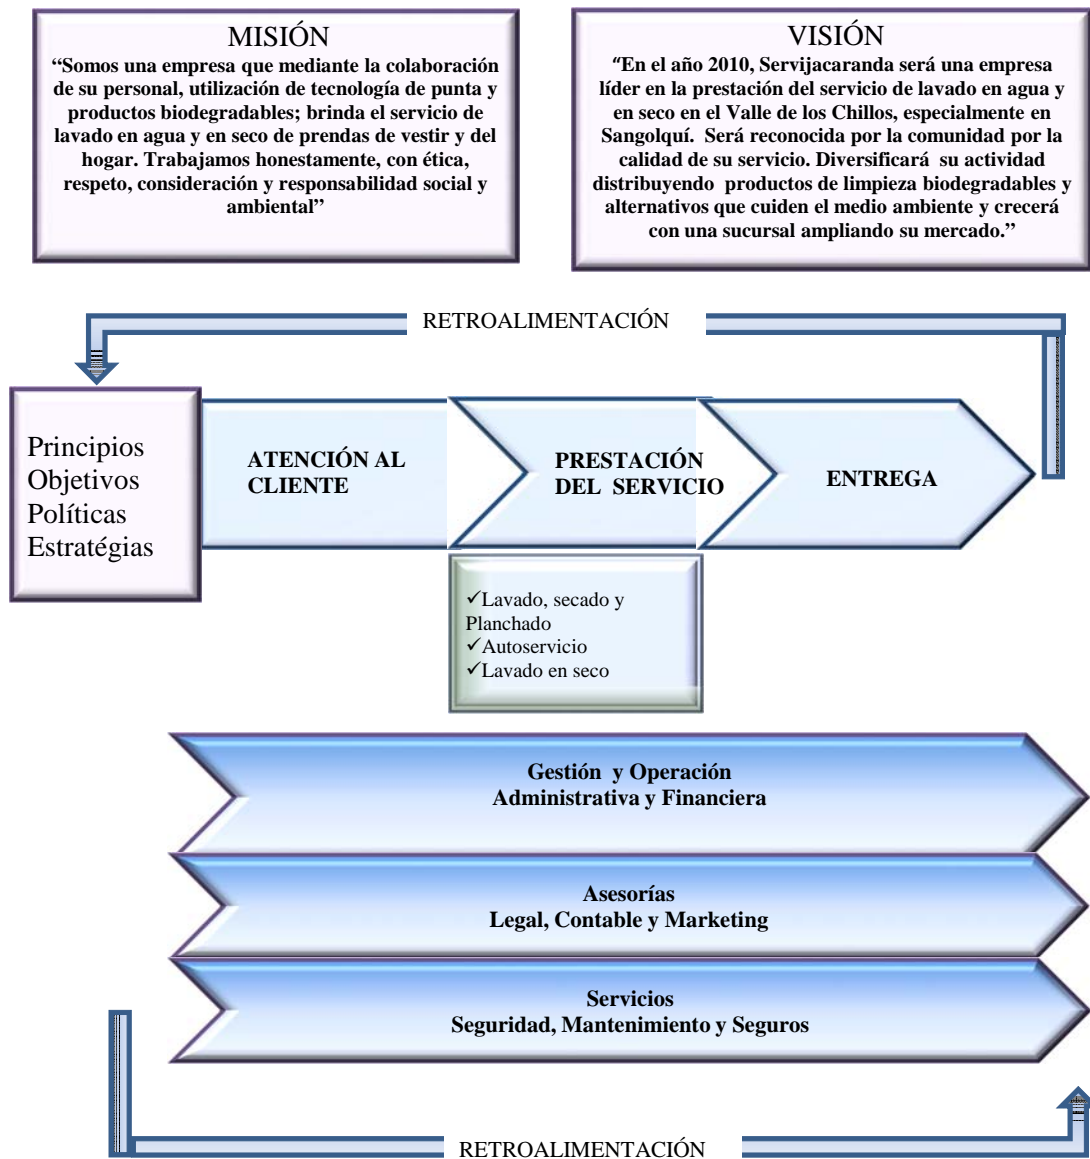 MISIÓN
“Somos una empresa que mediante la colaboración
de su personal, utilización de tecnología de punta y
productos biodegradables; brinda el servicio de
lavado en agua y en seco de prendas de vestir y del
hogar. Trabajamos honestamente, con ética,
respeto, consideración y responsabilidad social y
ambiental”
VISIÓN
“En el año 2010, Servijacaranda será una empresa
líder en la prestación del servicio de lavado en agua y
en seco en el Valle de los Chillos, especialmente en
Sangolquí. Será reconocida por la comunidad por la
calidad de su servicio. Diversificará su actividad
distribuyendo productos de limpieza biodegradables y
alternativos que cuiden el medio ambiente y crecerá
con una sucursal ampliando su mercado.”
RETROALIMENTACIÓN
Principios
Objetivos
Políticas
Estratégias
ATENCIÓN AL
CLIENTE
PRESTACIÓN
DEL SERVICIO
ENTREGA
✓Lavado, secado y
Planchado
✓Autoservicio
✓Lavado en seco
Gestión y Operación
Administrativa y Financiera
Asesorías
Legal, Contable y Marketing
Servicios
Seguridad, Mantenimiento y Seguros
RETROALIMENTACIÓN